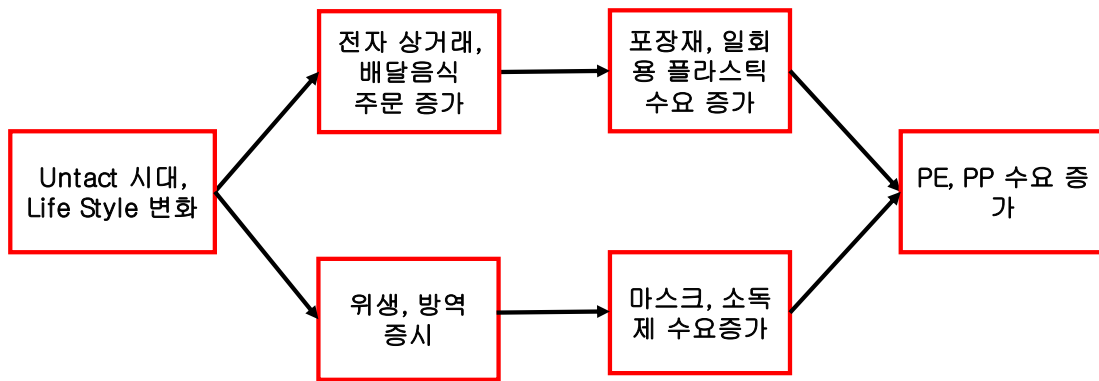 전자 상거래,
배달음식
주문 증가
포장재, 일회
용 플라스틱
수요 증가
Untact 시대,
Life Style 변화
PE, PP 수요 증
가
위생, 방역
증시
마스크, 소독
제 수요증가